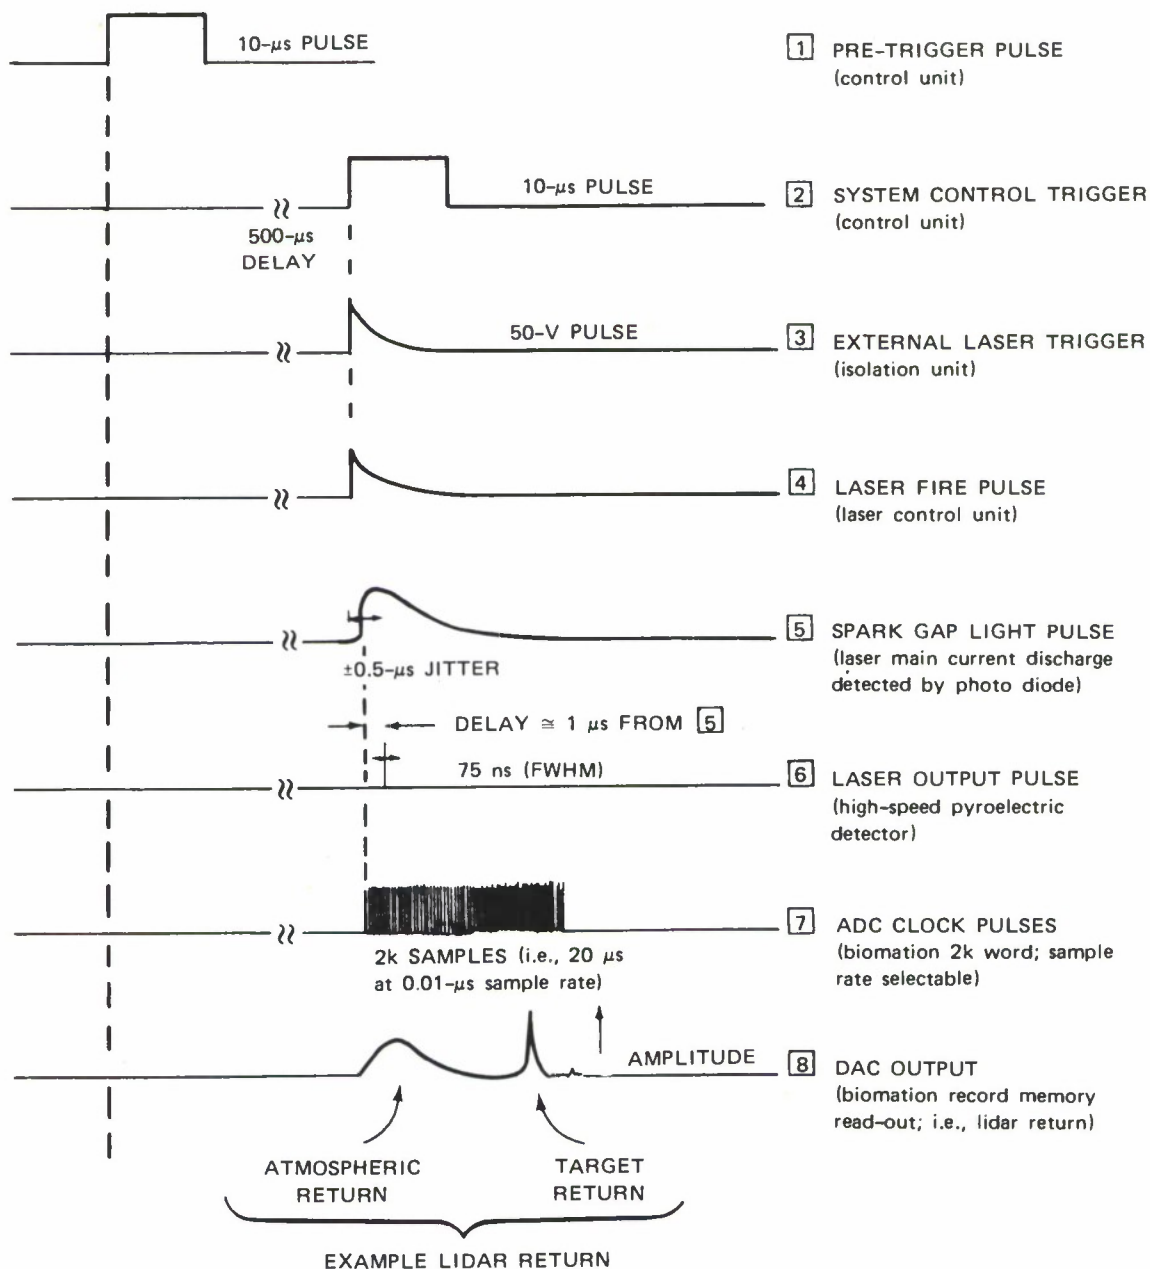 10-μs PULSE
1 PRE-TRIGGER PULSE
(control unit)
10-μs PULSE
2 SYSTEM CONTROL TRIGGER
(control unit)
500-μs
DELAY
50-V PULSE
3 EXTERNAL LASER TRIGGER
(isolation unit)
4 LASER FIRE PULSE
(laser control unit)
5 SPARK GAP LIGHT PULSE
(laser main current discharge
detected by photo diode)
±0.5-μs JITTER
DELAY ≅ 1 μs FROM 5
75 ns (FWHM)
6 LASER OUTPUT PULSE
(high-speed pyroelectric
detector)
7 ADC CLOCK PULSES
(biomation 2k word; sample
rate selectable)
2k SAMPLES (i.e., 20 μs
at 0.01-μs sample rate)
AMPLITUDE
8 DAC OUTPUT
(biomation record memory
read-out; i.e., lidar return)
ATMOSPHERIC
RETURN
TARGET
RETURN
EXAMPLE LIDAR RETURN